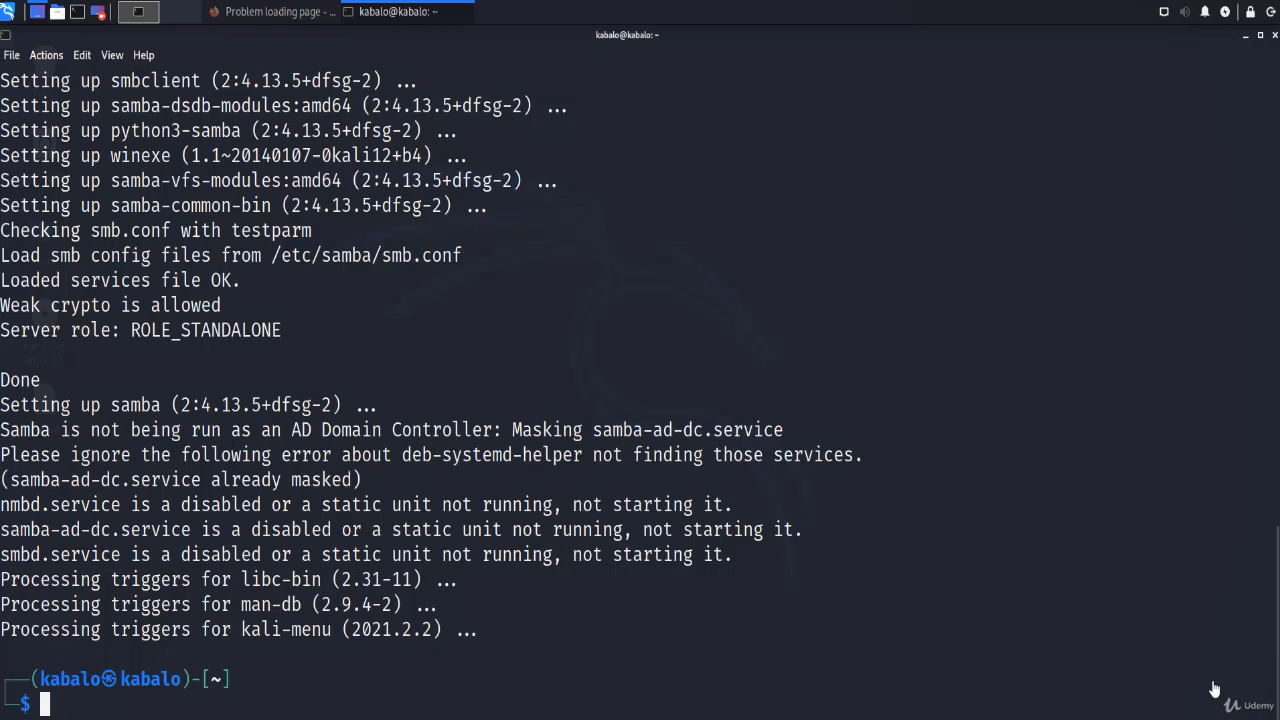 Problem loading page - ...
kabalo@kabalo: ~
kabalo@kabalo: ~
File Actions Edit View Help
Setting up smbclient (2:4.13.5+dfsg-2) ...
Setting up samba-dsdb-modules:amd64 (2:4.13.5+dfsg-2) ...
Setting up python3-samba (2:4.13.5+dfsg-2) ...
Setting up winexe (1.1~20140107-0kali12+b4) ...
Setting up samba-vfs-modules:amd64 (2:4.13.5+dfsg-2) ...
Setting up samba-common-bin (2:4.13.5+dfsg-2) ...
Checking smb.conf with testparm
Load smb config files from /etc/samba/smb.conf
Loaded services file OK.
Weak crypto is allowed
Server role: ROLE_STANDALONE
Done
Setting up samba (2:4.13.5+dfsg-2) ...
Samba is not being run as an AD Domain Controller: Masking samba-ad-dc.service
Please ignore the following error about deb-systemd-helper not finding those services.
(samba-ad-dc.service already masked)
nmbd.service is a disabled or a static unit not running, not starting it.
samba-ad-dc.service is a disabled or a static unit not running, not starting it.
smbd.service is a disabled or a static unit not running, not starting it.
Processing triggers for libc-bin (2.31-11) ...
Processing triggers for man-db (2.9.4-2) ...
Processing triggers for kali-menu (2021.2.2) ...
┌──(kabalo㉿kabalo)-[~]
└─$
Udemy